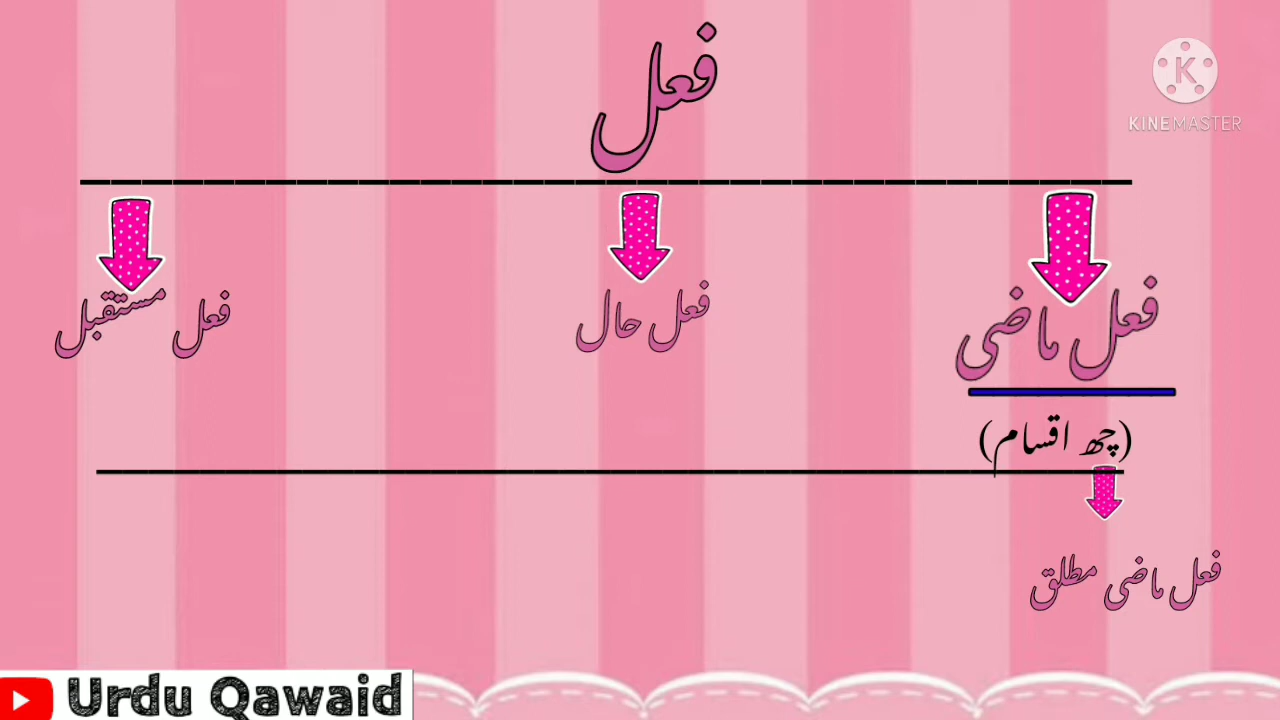 فعل
KINEMASTER
فعل ماضی
فعل حال
فعل مستقبل
(چھ اقسام)
فعل ماضی مطلق
Urdu Qawaid